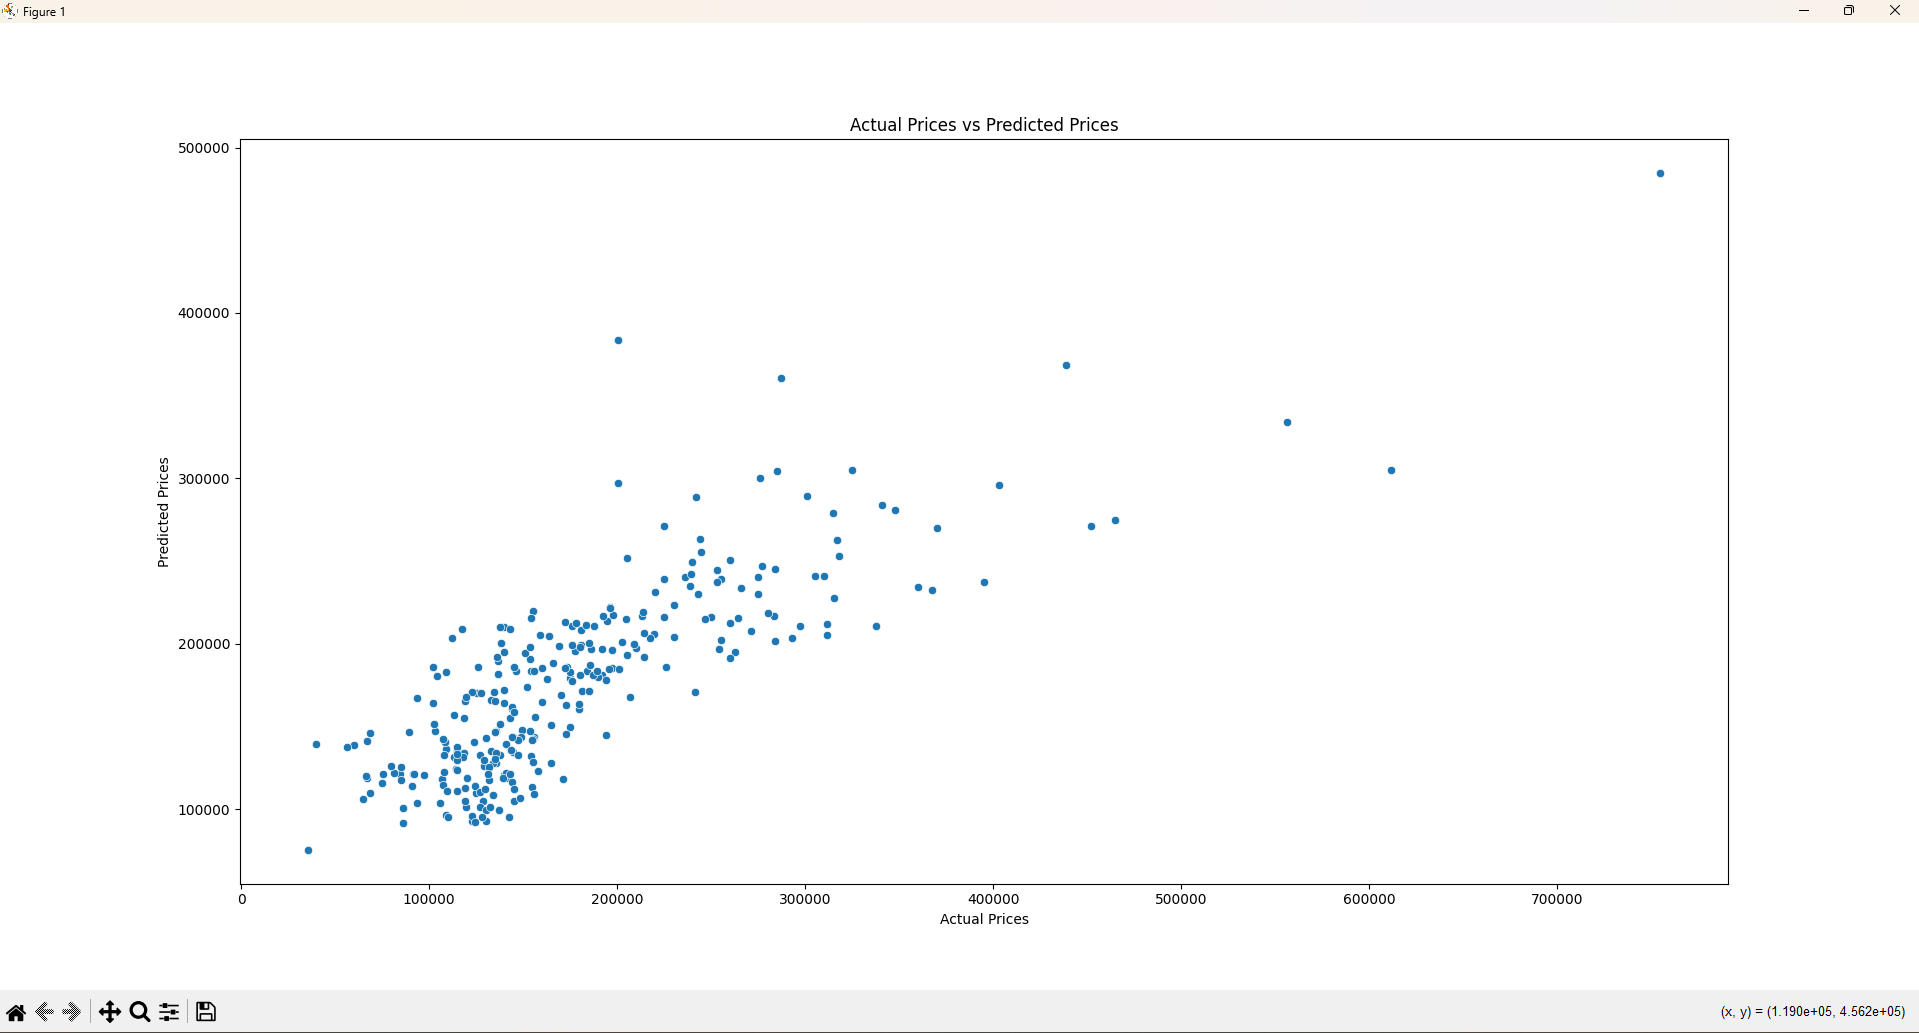 Figure 1
Actual Prices vs Predicted Prices
500000
400000
300000
200000
100000
Predicted Prices
0 100000 200000 300000 400000 500000 600000 700000
Actual Prices
(x, y) = (1.190e+05, 4.562e+05)